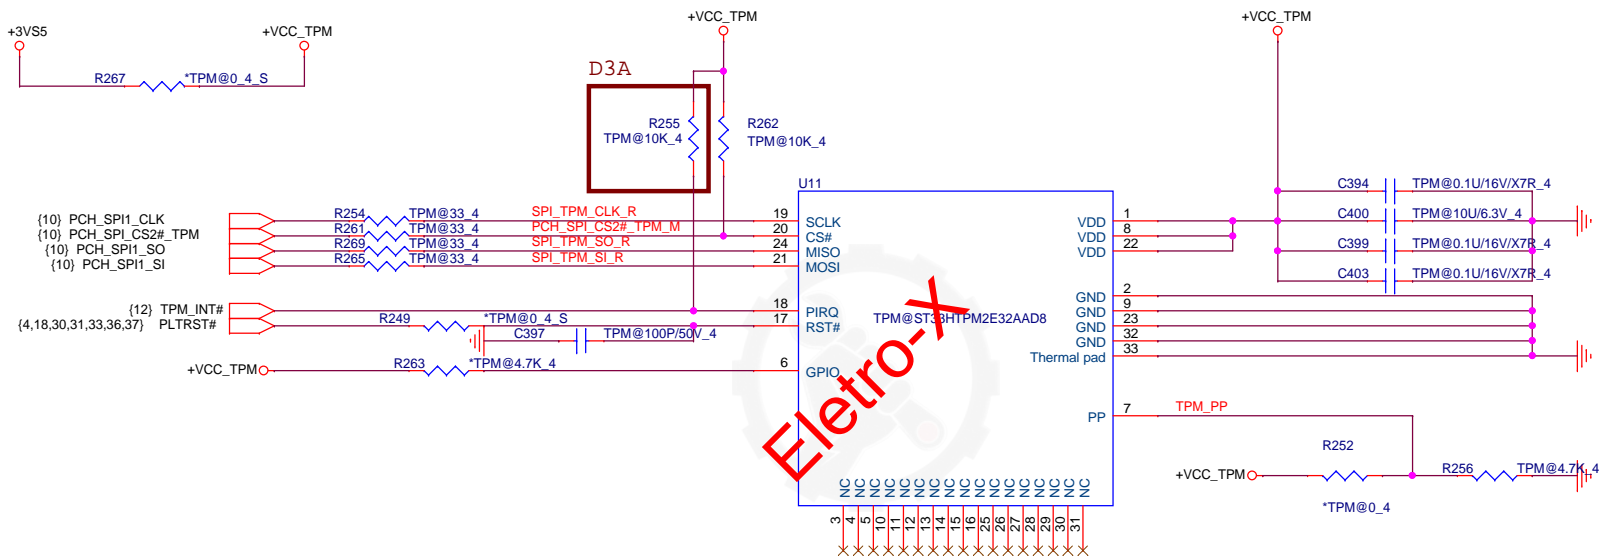 +3VS5
+VCC_TPM
R267
*TPM@0_4_S
+VCC_TPM
D3A
R255
TPM@10K_4
R262
TPM@10K_4
+VCC_TPM
C394
TPM@0.1U/16V/X7R_4
C400
TPM@10U/6.3V_4
C399
TPM@0.1U/16V/X7R_4
C403
TPM@0.1U/16V/X7R_4
{10} PCH_SPI1_CLK
{10} PCH_SPI_CS2#_TPM
{10} PCH_SPI1_SO
{10} PCH_SPI1_SI
R254
TPM@33_4
SPI_TPM_CLK_R
R261
TPM@33_4
PCH_SPI_CS2#_TPM_M
R269
TPM@33_4
SPI_TPM_SO_R
R265
TPM@33_4
SPI_TPM_SI_R
{12} TPM_INT#
{4,18,30,31,33,36,37} PLTRST#
R249
*TPM@0_4_S
C397
TPM@100P/50V_4
+VCC_TPM
R263
*TPM@4.7K_4
U11
19 SCLK
20 CS#
24 MISO
21 MOSI
18 PIRQ
17 RST#
6 GPIO
TPM@ST33HTPM2E32AAD8
VDD 1
VDD 8
VDD 22
GND 2
GND 9
GND 23
GND 32
Thermal pad 33
PP 7
TPM_PP
+VCC_TPM
R252
*TPM@0_4
R256
TPM@4.7K_4
NC NC NC NC NC NC NC NC NC NC NC NC NC NC NC NC NC
3 4 5 10 11 12 13 14 15 16 25 26 27 28 29 30 31
Eletro-X